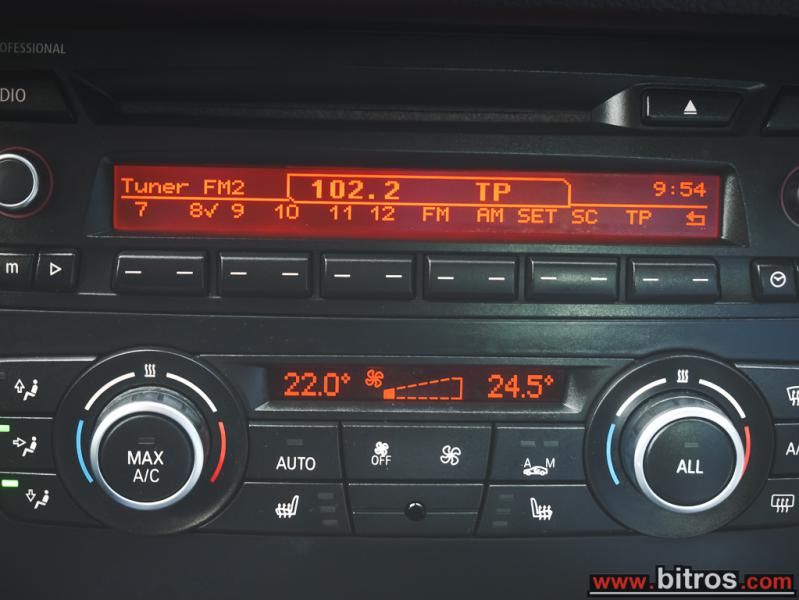 OFESSIONAL
DIO
Tuner FM2 102.2 TP 9:54
7 8✓ 9 10 11 12 FM AM SET SC TP
m
22.0° 24.5°
MAX
A/C
AUTO
OFF
A M
ALL
A/
www.bitros.com